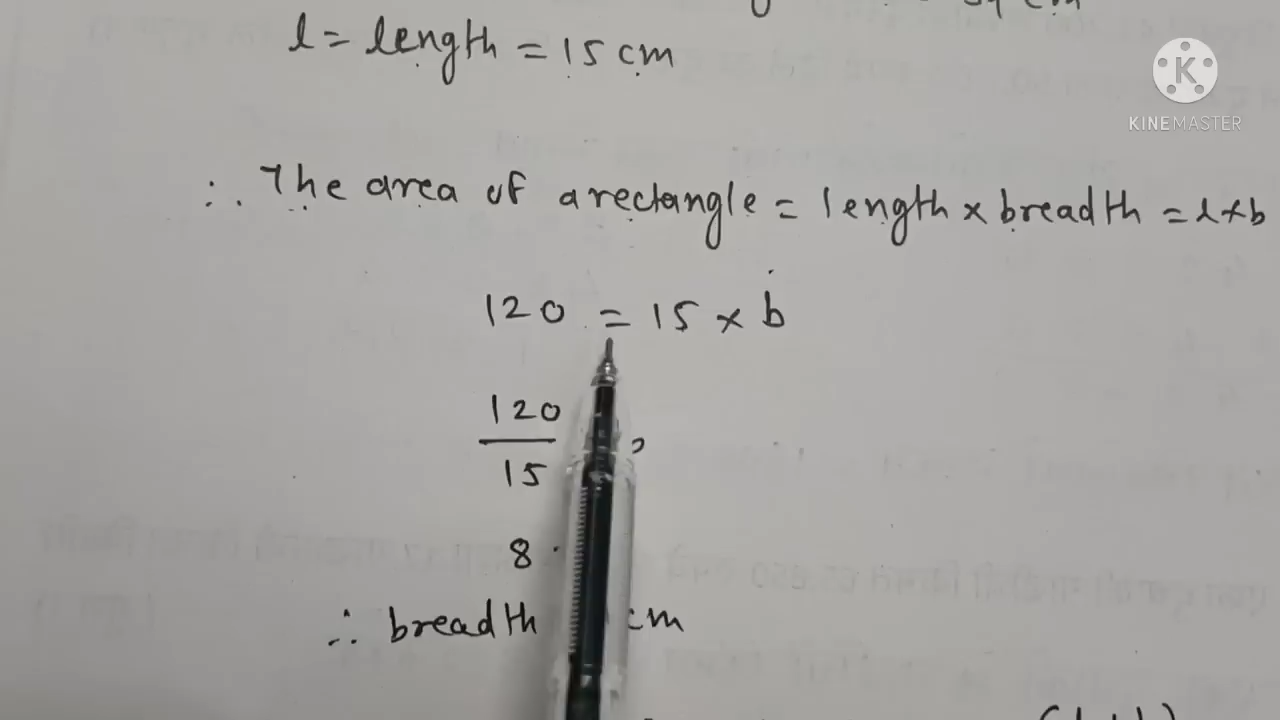 l = length = 15 cm
KINEMASTER
∴ The area of a rectangle = length × breadth = l × b
120 = 15 × b
120
15
8
∴ breadth cm